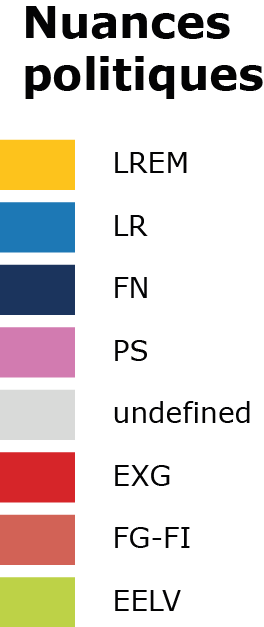 Nuances
politiques
LREM
LR
FN
PS
undefined
EXG
FG-FI
EELV